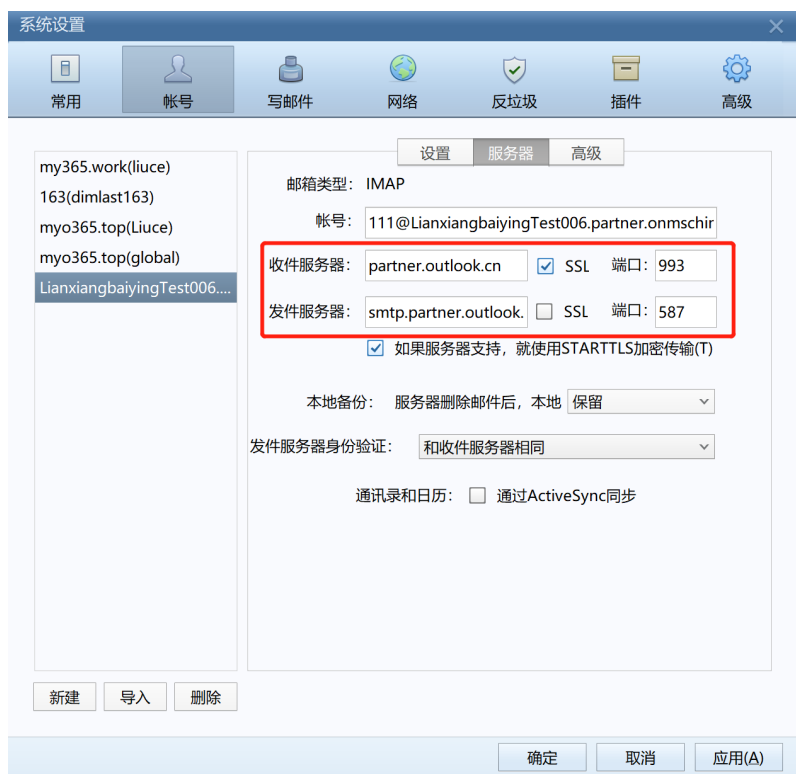 系统设置
常用 帐号 写邮件 网络 反垃圾 插件 高级
my365.work(liuce)
163(dimlast163)
myo365.top(Liuce)
myo365.top(global)
LianxiangbaiyingTest006....
设置 服务器 高级
邮箱类型: IMAP
帐号: 111@LianxiangbaiyingTest006.partner.onmschir
收件服务器: partner.outlook.cn SSL 端口: 993
发件服务器: smtp.partner.outlook. SSL 端口: 587
如果服务器支持，就使用STARTTLS加密传输(T)
本地备份: 服务器删除邮件后，本地 保留
发件服务器身份验证: 和收件服务器相同
通讯录和日历: 通过ActiveSync同步
新建 导入 删除
确定 取消 应用(A)